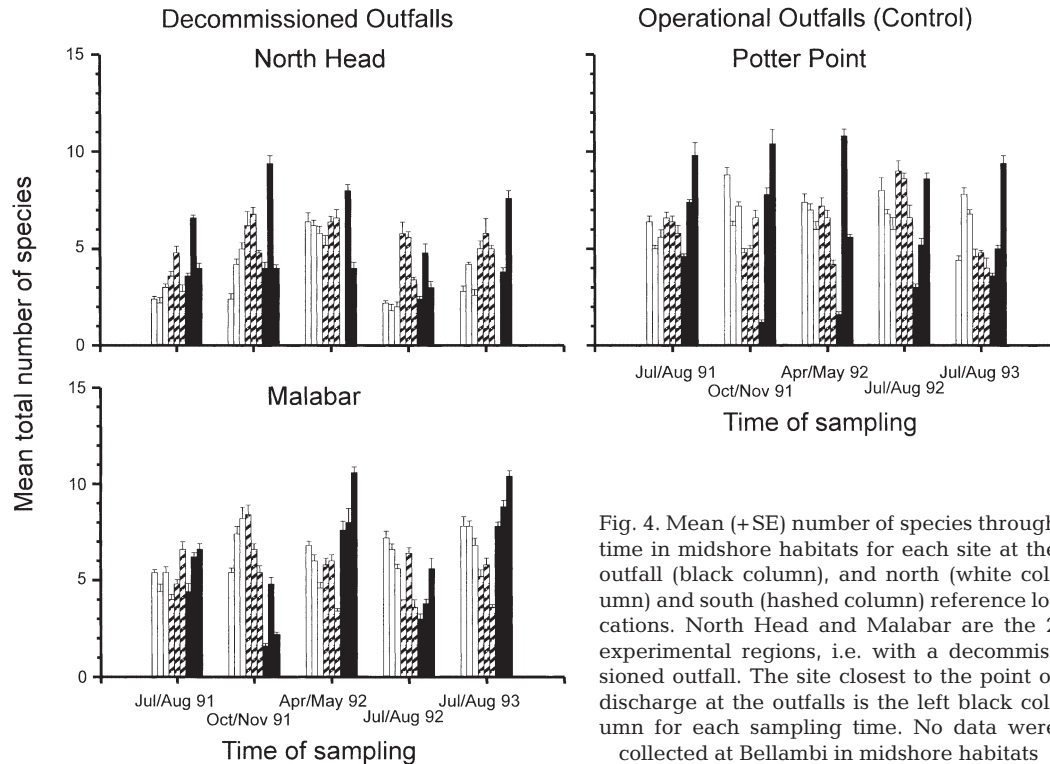 Decommissioned Outfalls
Operational Outfalls (Control)
North Head
Potter Point
Mean total number of species
15
10
5
0
Jul/Aug 91
Oct/Nov 91
Apr/May 92
Jul/Aug 92
Jul/Aug 93
Time of sampling
Malabar
15
10
5
0
Jul/Aug 91
Oct/Nov 91
Apr/May 92
Jul/Aug 92
Jul/Aug 93
Time of sampling
Fig. 4. Mean (+SE) number of species through
time in midshore habitats for each site at the
outfall (black column), and north (white col
umn) and south (hashed column) reference lo
cations. North Head and Malabar are the 2
experimental regions, i.e. with a decommis
sioned outfall. The site closest to the point o
discharge at the outfalls is the left black col
umn for each sampling time. No data were
collected at Bellambi in midshore habitats